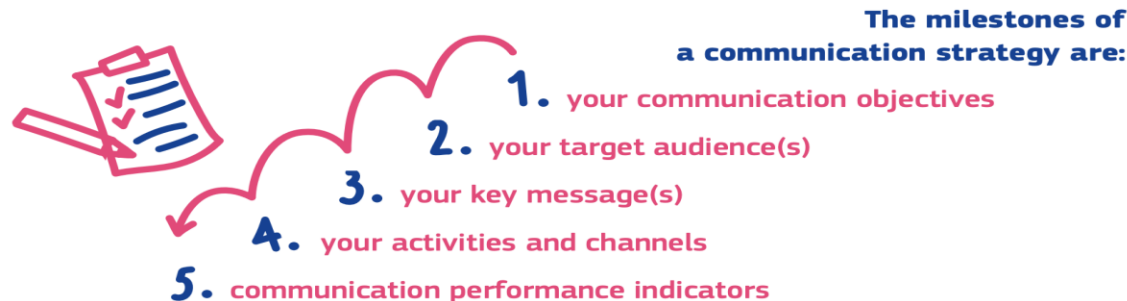 The milestones of
a communication strategy are:
1. your communication objectives
2. your target audience(s)
3. your key message(s)
4. your activities and channels
5. communication performance indicators